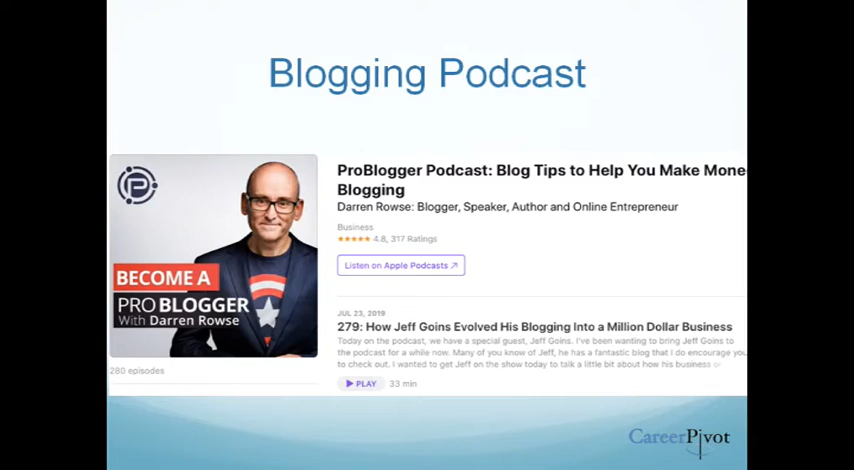 Blogging Podcast
P
BECOME A
PRO BLOGGER
With Darren Rowse
280 episodes
ProBlogger Podcast: Blog Tips to Help You Make Mone
Blogging
Darren Rowse: Blogger, Speaker, Author and Online Entrepreneur
Business
★★★★★ 4.8, 317 Ratings
Listen on Apple Podcasts ↗
JUL 23, 2019
279: How Jeff Goins Evolved His Blogging Into a Million Dollar Business
Today on the podcast, we have a special guest, Jeff Goins. I've been wanting to bring Jeff Goins to
the podcast for a while now. Many of you know of Jeff, he has a fantastic blog that I do encourage you
to check out. I wanted to get Jeff on the show today to talk a little bit about how his business
▶ PLAY 33 min
CareerPivot